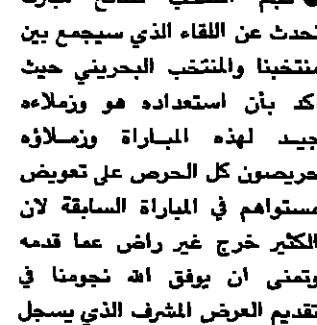 تحدث عن اللقاء الذي سيجمع بين
منتخبنا والمنتخب البحريني حيث
اكد بأن استعداده هو وزملاءه
جيد لهذه المباراة وزملاؤه
حريصون كل الحرص على تعويض
مستواهم في المباراة السابقة لان
الكثير خرج غير راض عما قدمه
وتمنى ان يوفق الله نجومنا في
تقديم العرض المشرف الذي يسجل